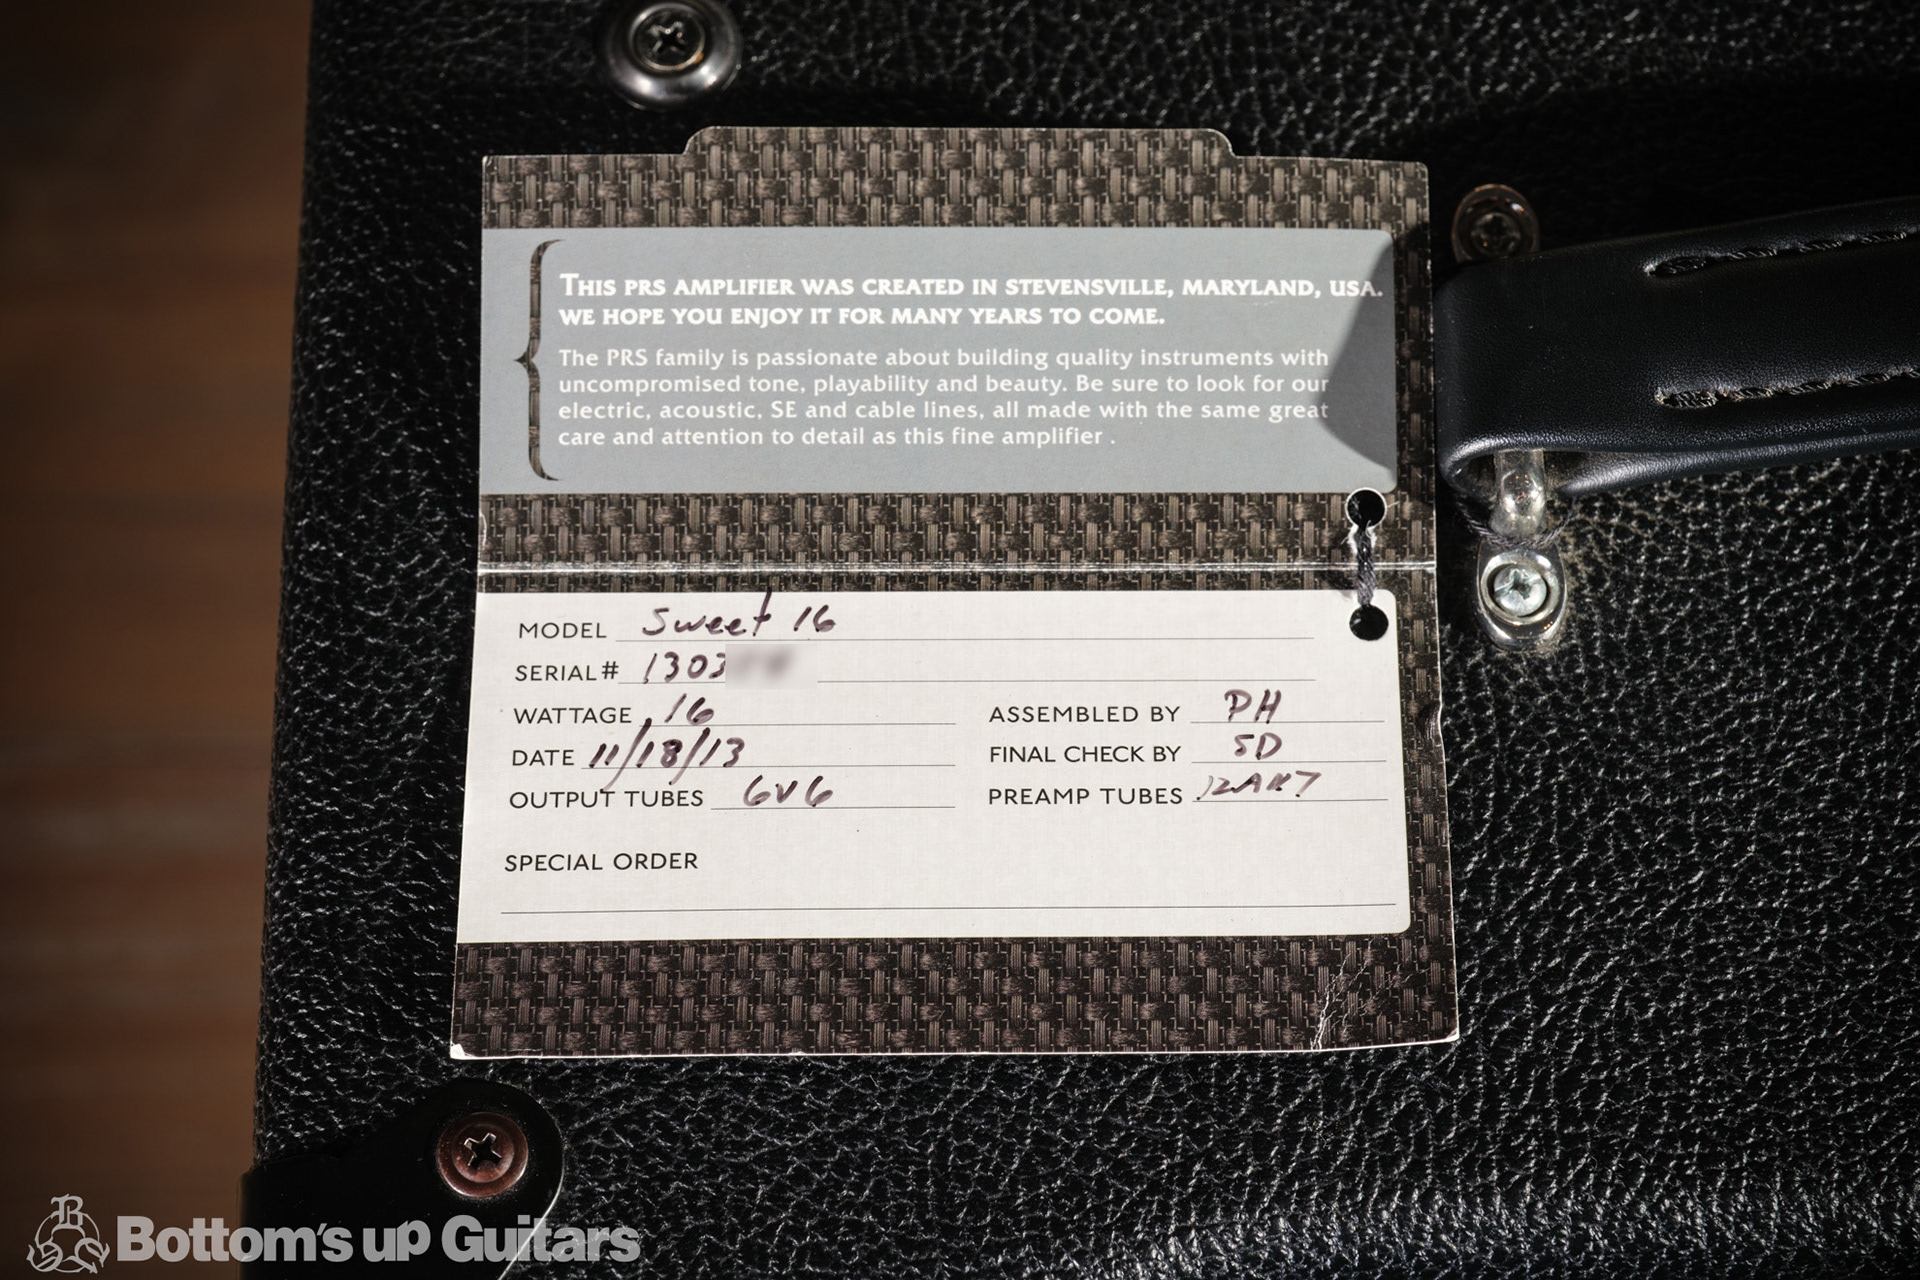 THIS PRS AMPLIFIER WAS CREATED IN STEVENSVILLE, MARYLAND, USA.
WE HOPE YOU ENJOY IT FOR MANY YEARS TO COME.
The PRS family is passionate about building quality instruments with
uncompromised tone, playability and beauty. Be sure to look for our
electric, acoustic, SE and cable lines, all made with the same great
care and attention to detail as this fine amplifier .
MODEL Sweet 16
SERIAL# 1303
WATTAGE 16
ASSEMBLED BY PH
DATE 11/18/13
FINAL CHECK BY SD
OUTPUT TUBES 6V6
PREAMP TUBES 12AX7
SPECIAL ORDER
Bottom's up Guitars